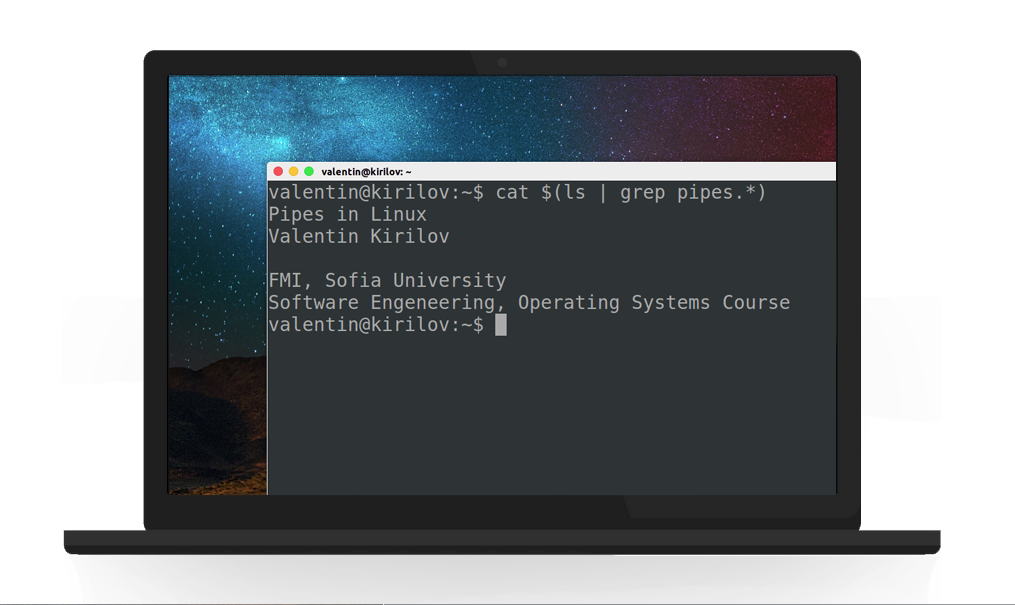 valentin@kirilov: ~
valentin@kirilov:~$ cat $(ls | grep pipes.*)
Pipes in Linux
Valentin Kirilov
FMI, Sofia University
Software Engeneering, Operating Systems Course
valentin@kirilov:~$